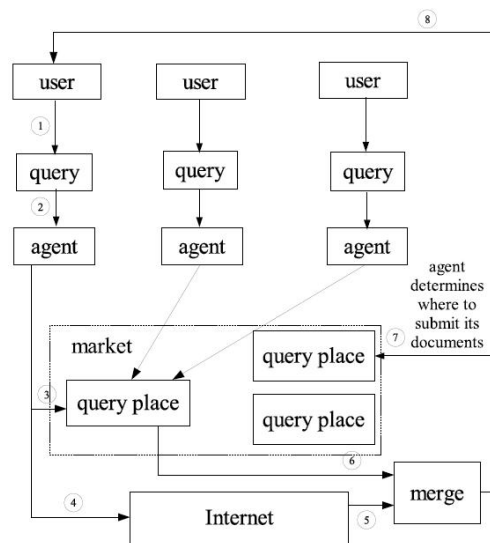 8
user
user
user
1
query
query
query
2
agent
agent
agent
agent
determines
where to
submit its
documents
market
7
query place
3
query place
query place
6
4
merge
Internet
5